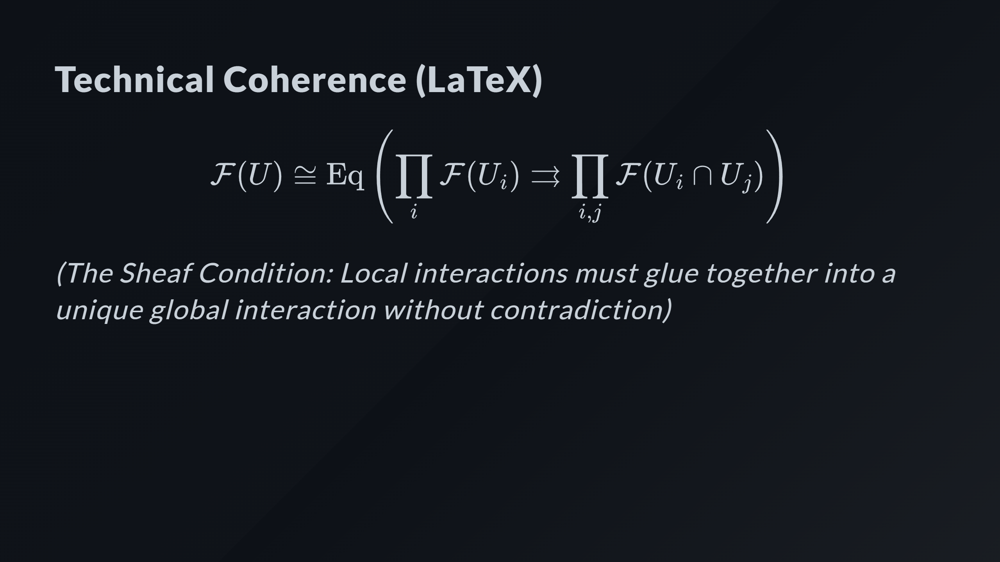 Technical Coherence (LaTeX)
$$\mathcal{F}(U) \cong \mathrm{Eq}\left(\prod_{i} \mathcal{F}(U_i) \rightrightarrows \prod_{i,j} \mathcal{F}(U_i \cap U_j)\right)$$
(The Sheaf Condition: Local interactions must glue together into a
unique global interaction without contradiction)